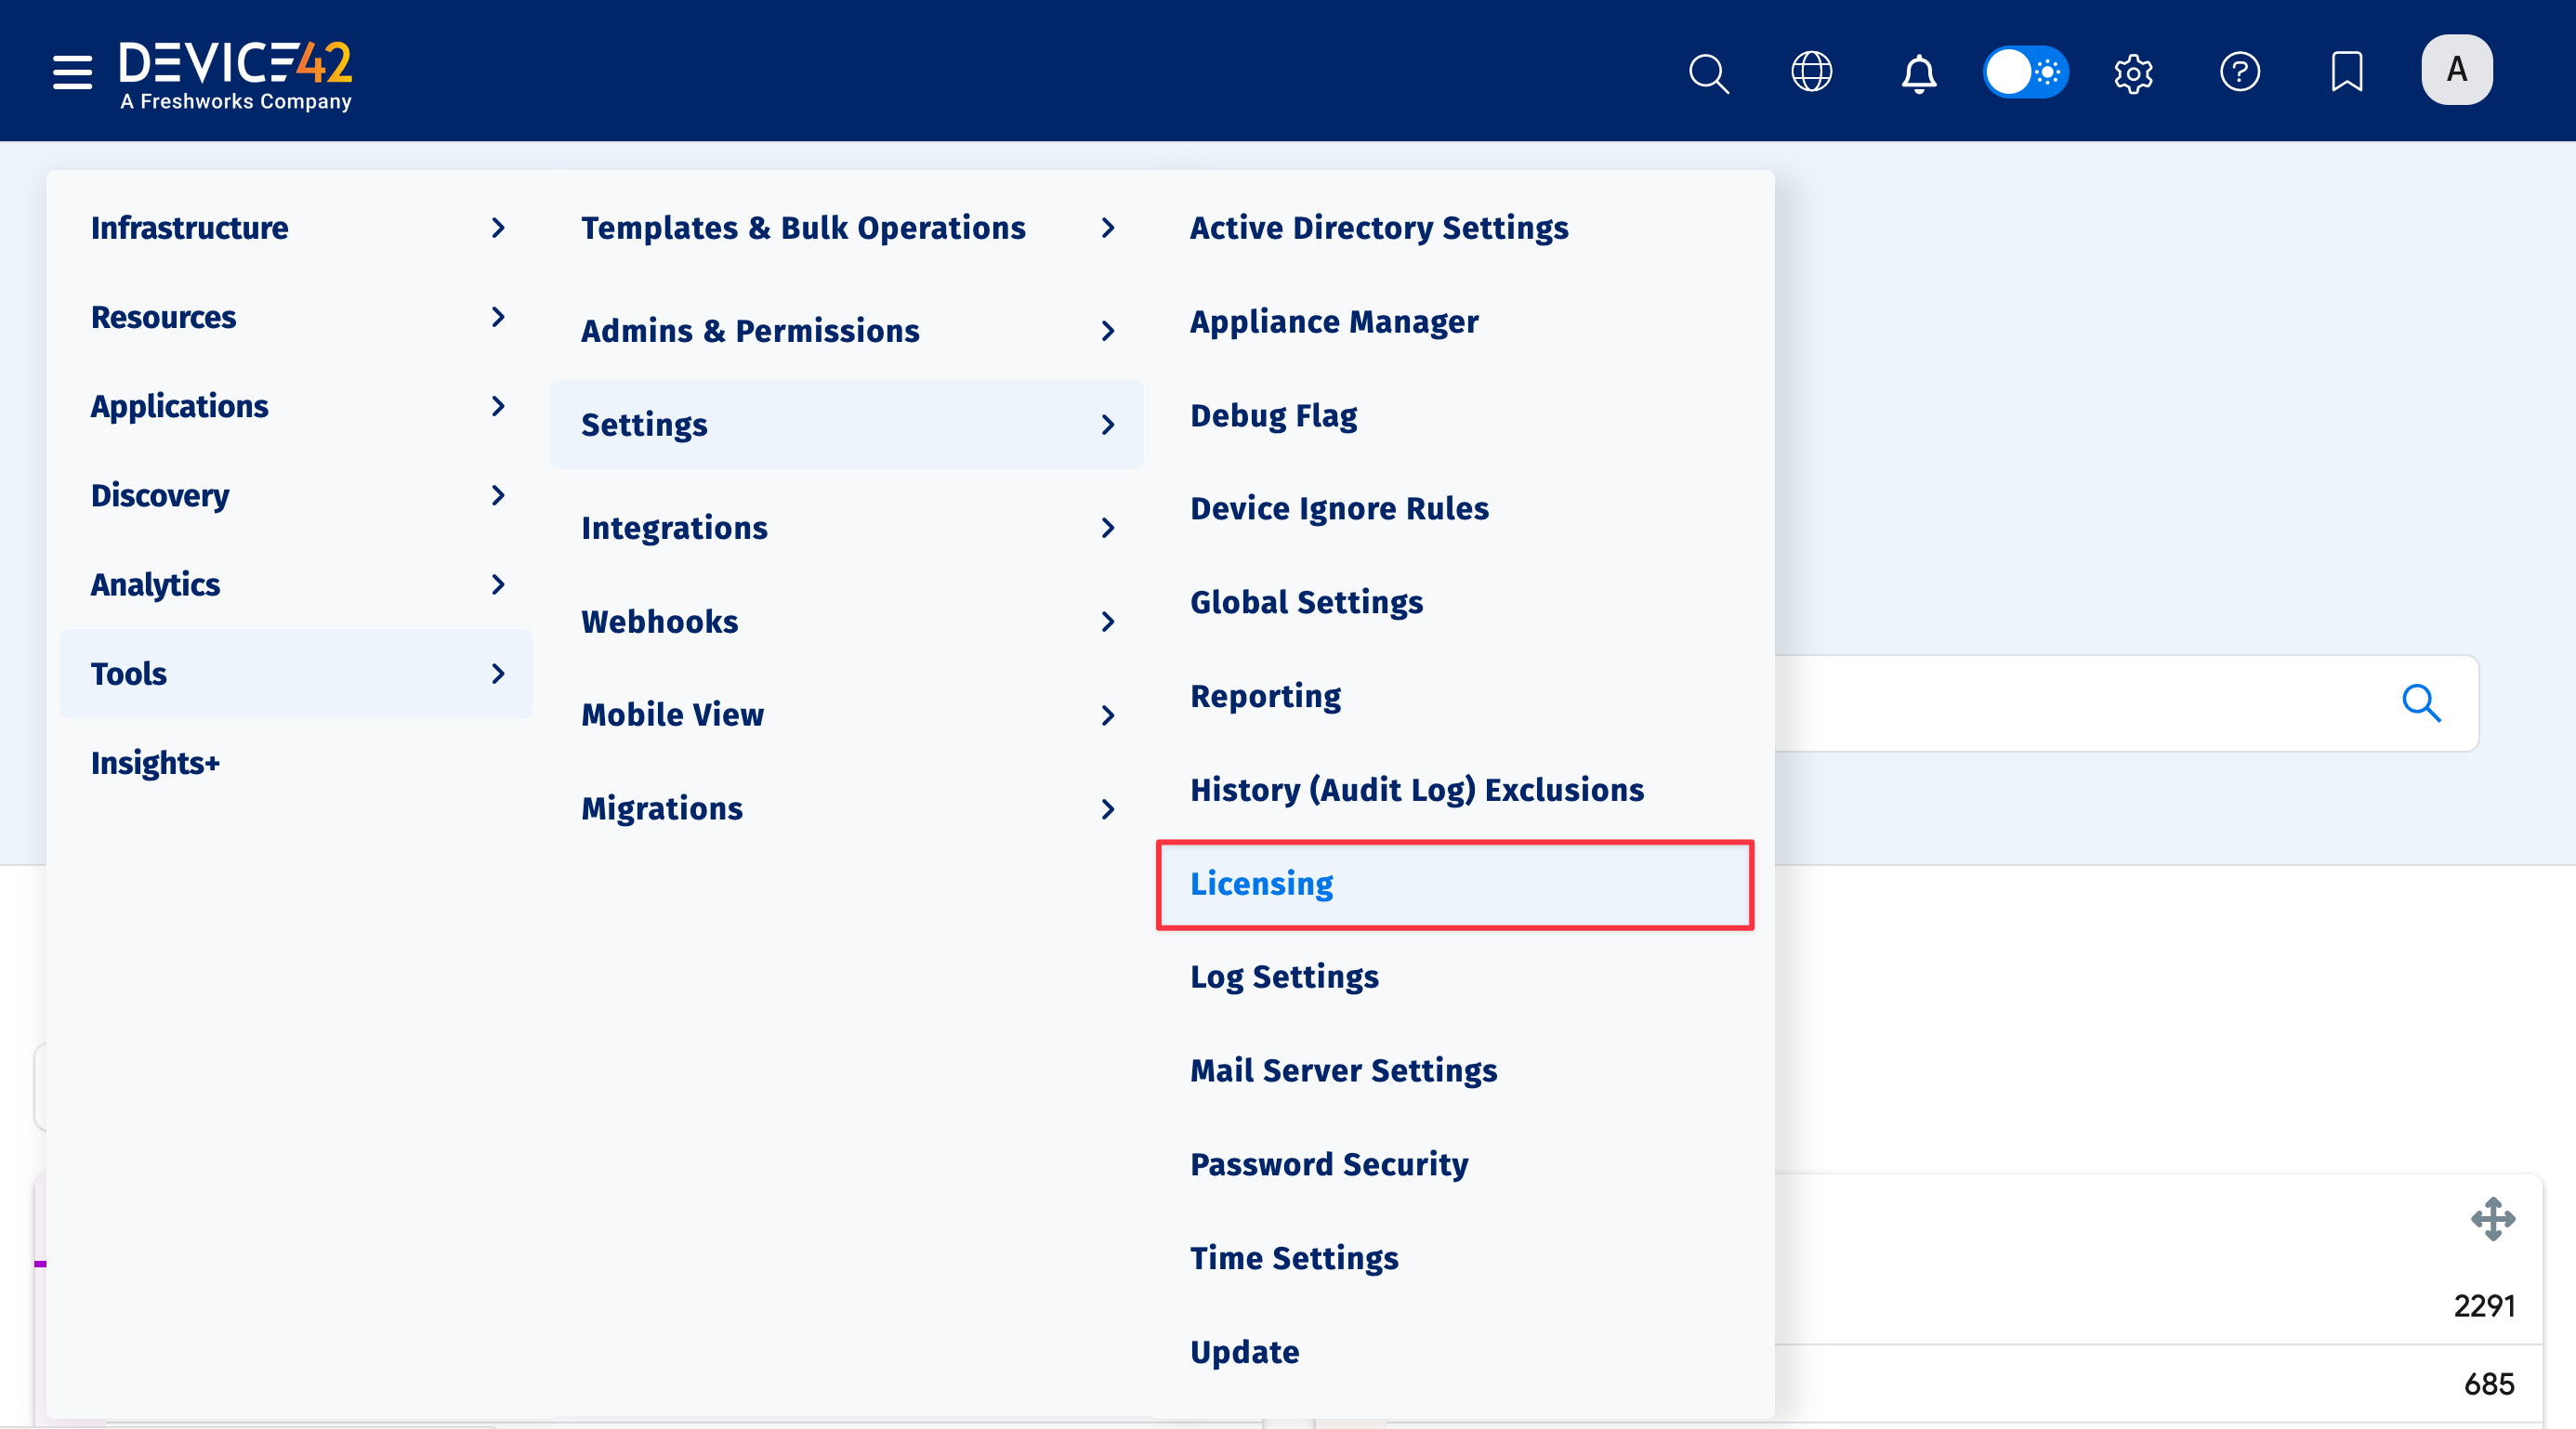 DEVICE42
A Freshworks Company
A
Infrastructure
Resources
Applications
Discovery
Analytics
Tools
Insights+
Templates & Bulk Operations
Admins & Permissions
Settings
Integrations
Webhooks
Mobile View
Migrations
Active Directory Settings
Appliance Manager
Debug Flag
Device Ignore Rules
Global Settings
Reporting
History (Audit Log) Exclusions
Licensing
Log Settings
Mail Server Settings
Password Security
Time Settings
Update
2291
685